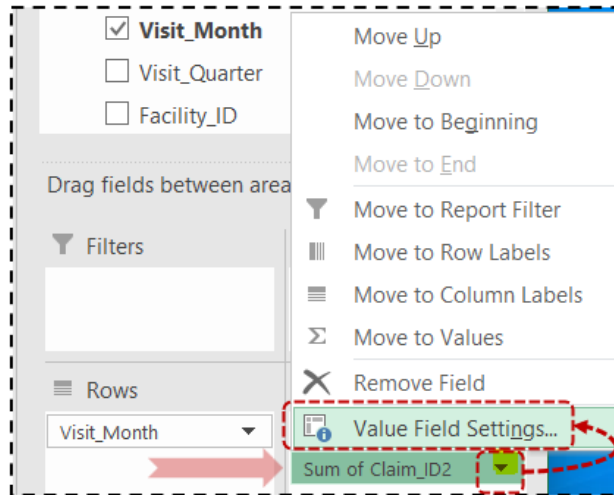 Visit_Month
Visit_Quarter
Facility_ID
Drag fields between area
Filters
Rows
Visit_Month
Move Up
Move Down
Move to Beginning
Move to End
Move to Report Filter
Move to Row Labels
Move to Column Labels
Move to Values
Remove Field
Value Field Settings...
Sum of Claim_ID2